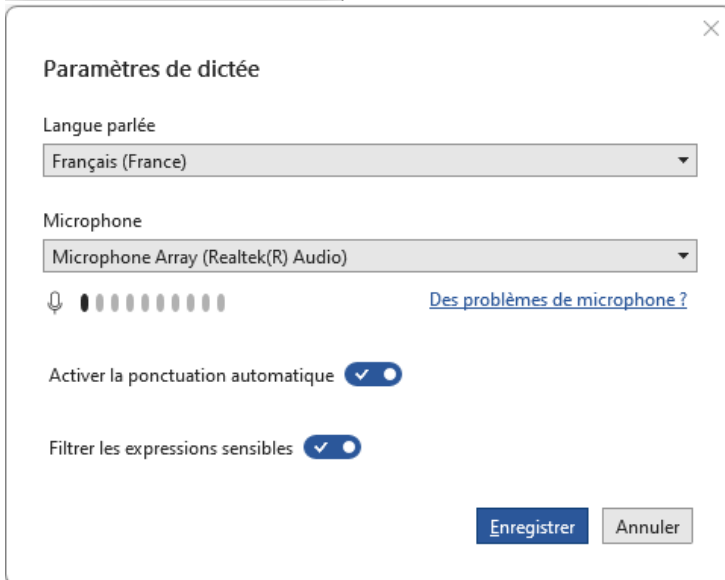 Paramètres de dictée
Langue parlée
Français (France)
Microphone
Microphone Array (Realtek(R) Audio)
Des problèmes de microphone ?
Activer la ponctuation automatique
Filtrer les expressions sensibles
Enregistrer
Annuler